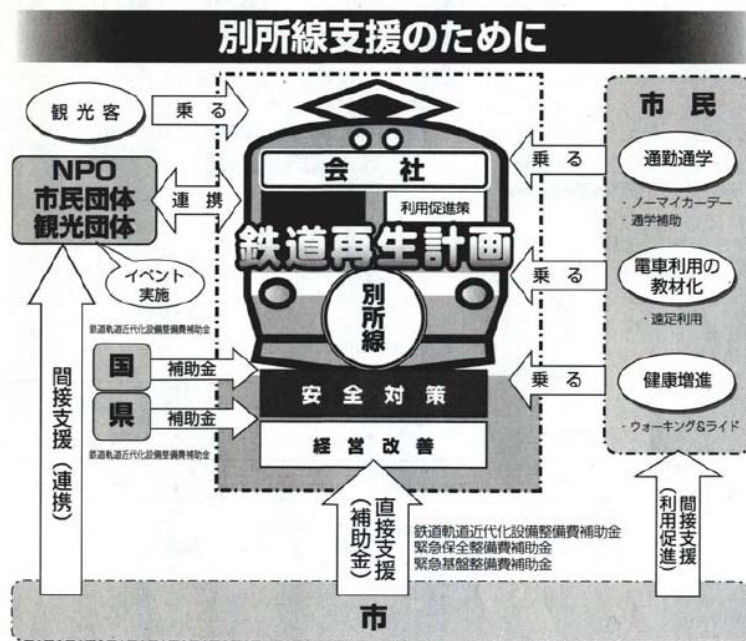 別所線支援のために
観光客
乗る
NPO
市民団体
観光団体
連携
イベント
実施
会社
利用促進策
鉄道再生計画
別所線
安全対策
経営改善
鉄道軌道近代化設備整備費補助金
国
補助金
県
補助金
鉄道軌道近代化設備整備費補助金
市民
乗る
通勤通学
・ノーマイカーデー
・通学補助
乗る
電車利用の
教材化
・遠足利用
乗る
健康増進
・ウォーキング&ライド
間接支援(連携)
直接支援
(補助金)
鉄道軌道近代化設備整備費補助金
緊急保全整備費補助金
緊急基盤整備費補助金
間接支援
(利用促進)
市